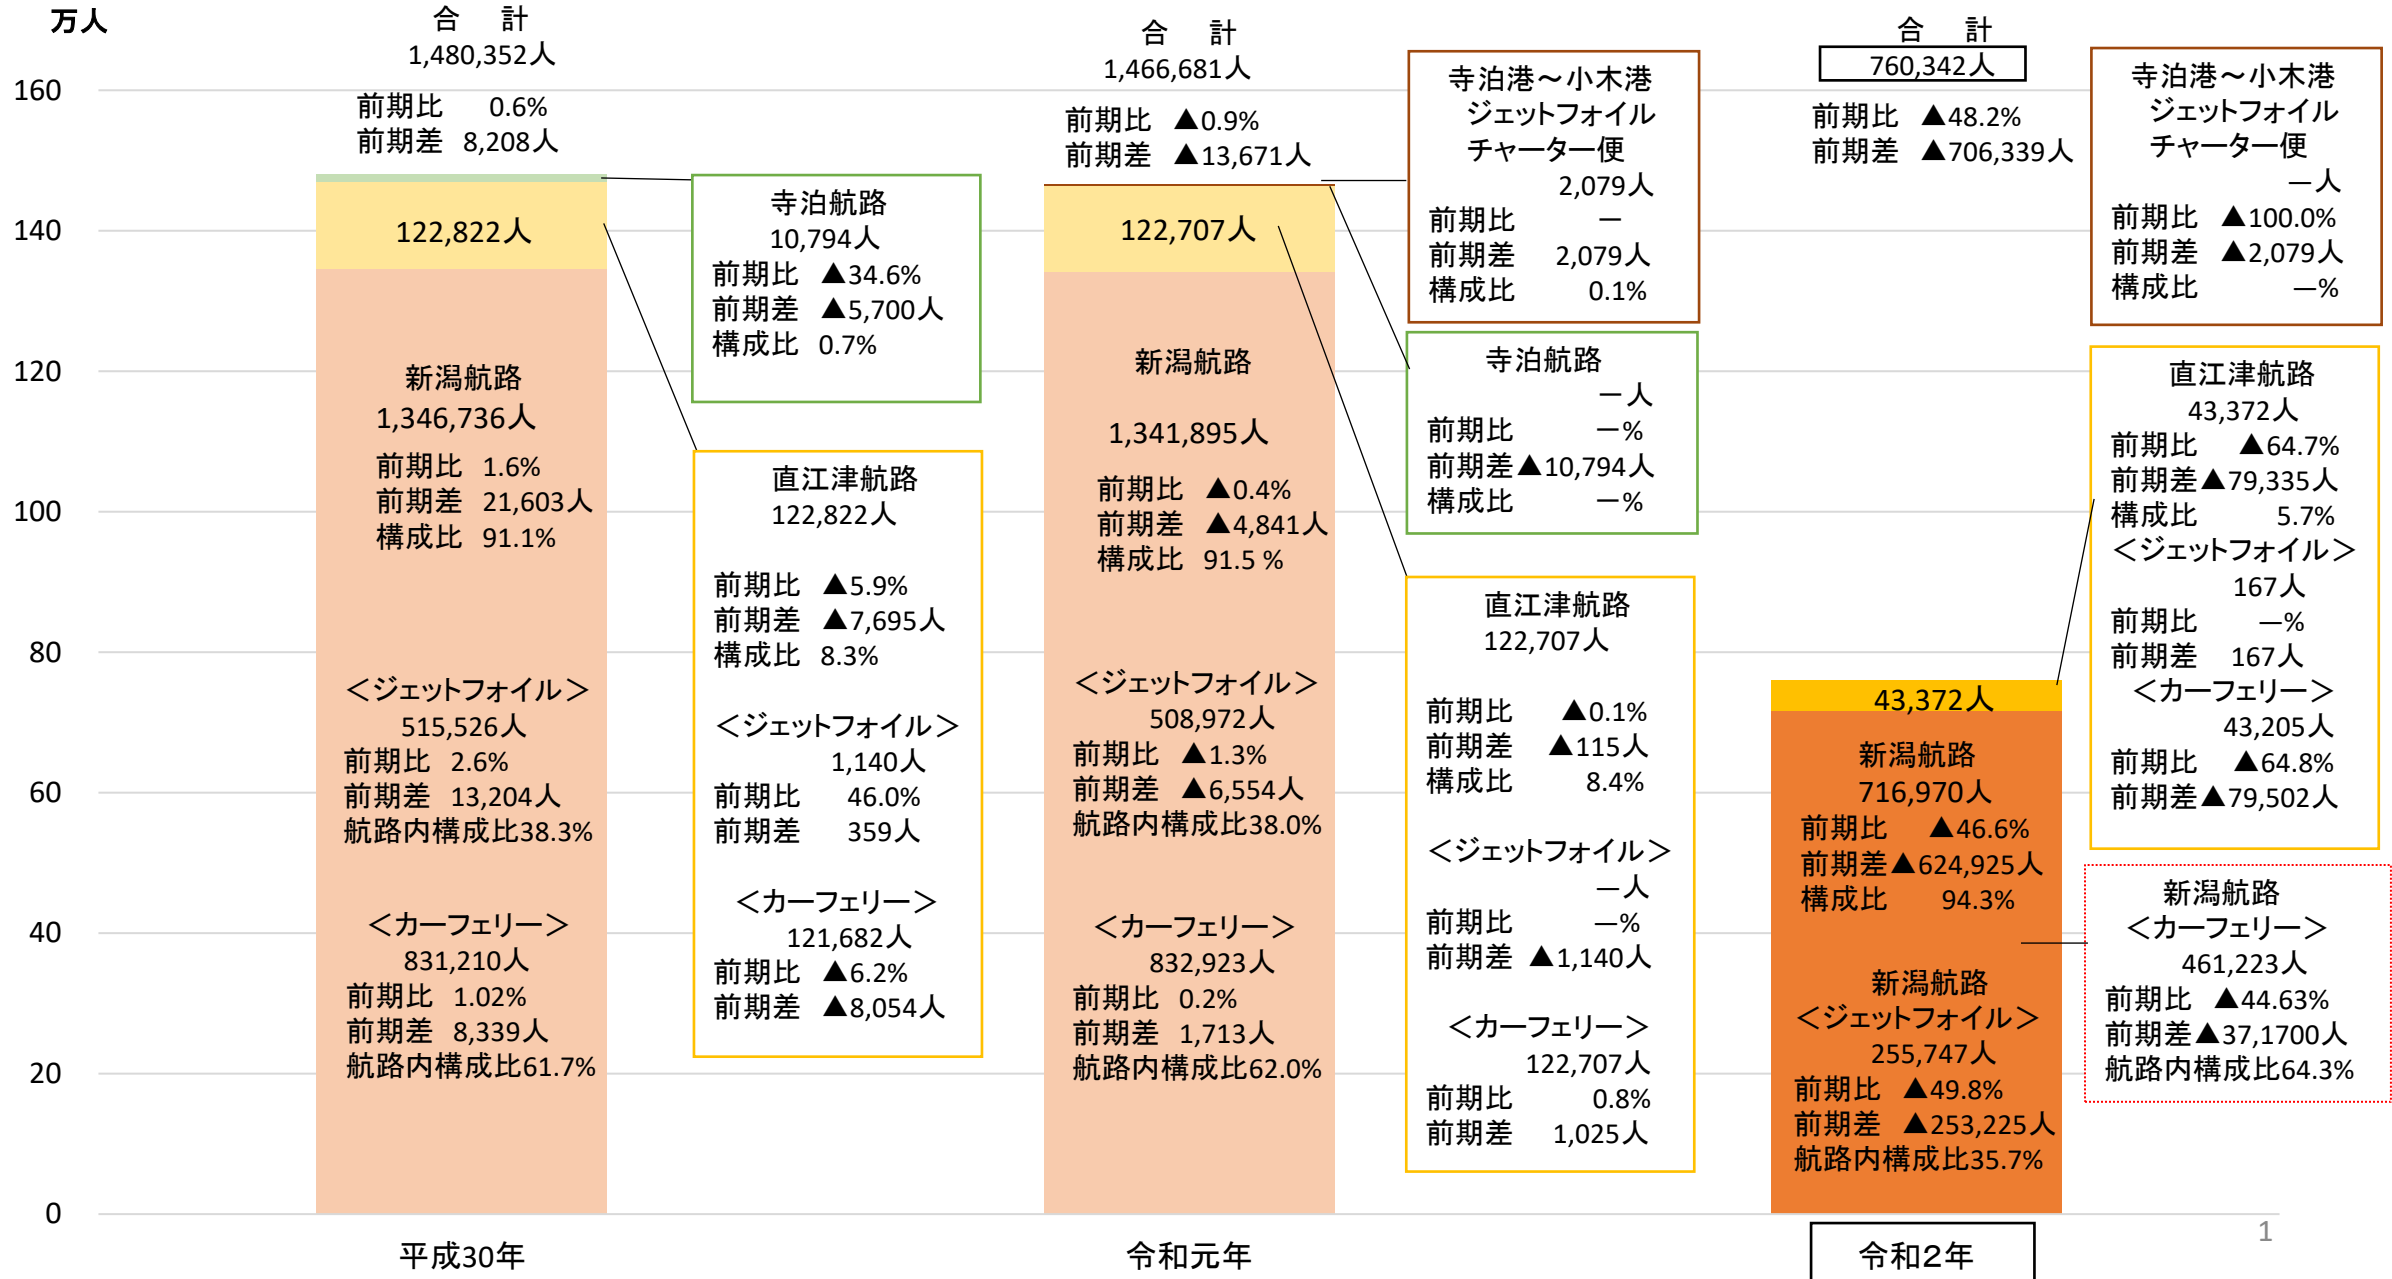 万人
160
140
120
100
80
60
40
20
0
合　計
1,480,352人
前期比　0.6%
前期差 8,208人
122,822人
新潟航路
1,346,736人
前期比 1.6%
前期差 21,603人
構成比 91.1%
＜ジェットフォイル＞
515,526人
前期比 2.6%
前期差 13,204人
航路内構成比38.3%
＜カーフェリー＞
831,210人
前期比 1.02%
前期差 8,339人
航路内構成比61.7%
平成30年
寺泊航路
10,794人
前期比 ▲34.6%
前期差 ▲5,700人
構成比 0.7%
直江津航路
122,822人
前期比 ▲5.9%
前期差 ▲7,695人
構成比 8.3%
＜ジェットフォイル＞
1,140人
前期比 46.0%
前期差 359人
＜カーフェリー＞
121,682人
前期比 ▲6.2%
前期差 ▲8,054人
合　計
1,466,681人
前期比 ▲0.9%
前期差 ▲13,671人
122,707人
新潟航路
1,341,895人
前期比 ▲0.4%
前期差 ▲4,841人
構成比 91.5 %
＜ジェットフォイル＞
508,972人
前期比 ▲1.3%
前期差 ▲6,554人
航路内構成比38.0%
＜カーフェリー＞
832,923人
前期比 0.2%
前期差 1,713人
航路内構成比62.0%
令和元年
寺泊港～小木港
ジェットフォイル
チャーター便
2,079人
前期比 －
前期差 2,079人
構成比 0.1%
寺泊航路
－人
前期比 －%
前期差▲10,794人
構成比 －%
直江津航路
122,707人
前期比 ▲0.1%
前期差 ▲115人
構成比 8.4%
＜ジェットフォイル＞
－人
前期比 －%
前期差 ▲1,140人
＜カーフェリー＞
122,707人
前期比 0.8%
前期差 1,025人
合　計
760,342人
前期比 ▲48.2%
前期差 ▲706,339人
43,372人
新潟航路
716,970人
前期比 ▲46.6%
前期差▲624,925人
構成比 94.3%
新潟航路
＜ジェットフォイル＞
255,747人
前期比 ▲49.8%
前期差 ▲253,225人
航路内構成比35.7%
令和２年
寺泊港～小木港
ジェットフォイル
チャーター便
－人
前期比 ▲100.0%
前期差 ▲2,079人
構成比 －%
直江津航路
43,372人
前期比 ▲64.7%
前期差▲79,335人
構成比 5.7%
＜ジェットフォイル＞
167人
前期比 －%
前期差 167人
＜カーフェリー＞
43,205人
前期比 ▲64.8%
前期差▲79,502人
新潟航路
＜カーフェリー＞
461,223人
前期比 ▲44.63%
前期差▲37,1700人
航路内構成比64.3%
1